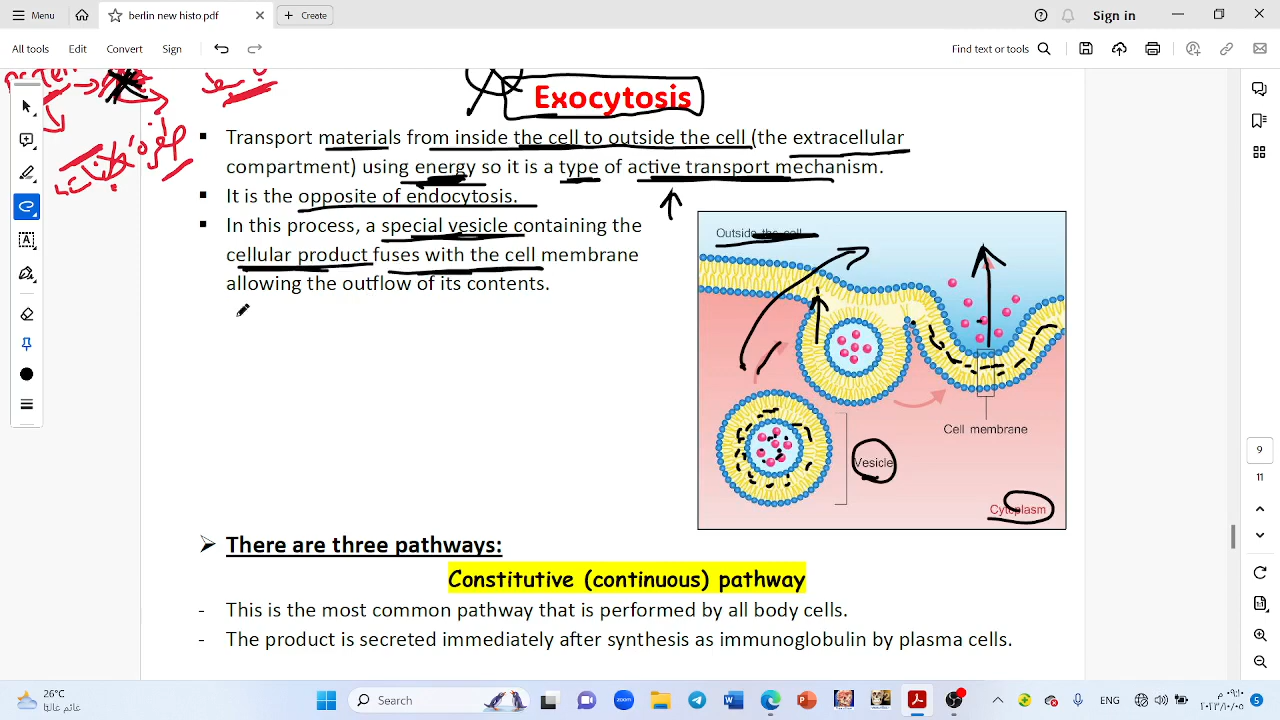 Menu
berlin new histo pdf
Create
Sign in
All tools
Edit
Convert
Sign
Find text or tools
Exocytosis
▪ Transport materials from inside the cell to outside the cell (the extracellular
compartment) using energy so it is a type of active transport mechanism.
▪ It is the opposite of endocytosis.
▪ In this process, a special vesicle containing the
cellular product fuses with the cell membrane
allowing the outflow of its contents.
Outside the cell
Cell membrane
Vesicle
Cytoplasm
9
11
➢ There are three pathways:
Constitutive (continuous) pathway
- This is the most common pathway that is performed by all body cells.
- The product is secreted immediately after synthesis as immunoglobulin by plasma cells.
26°C
غائم غالبًا
Search
zoom
ENG
5